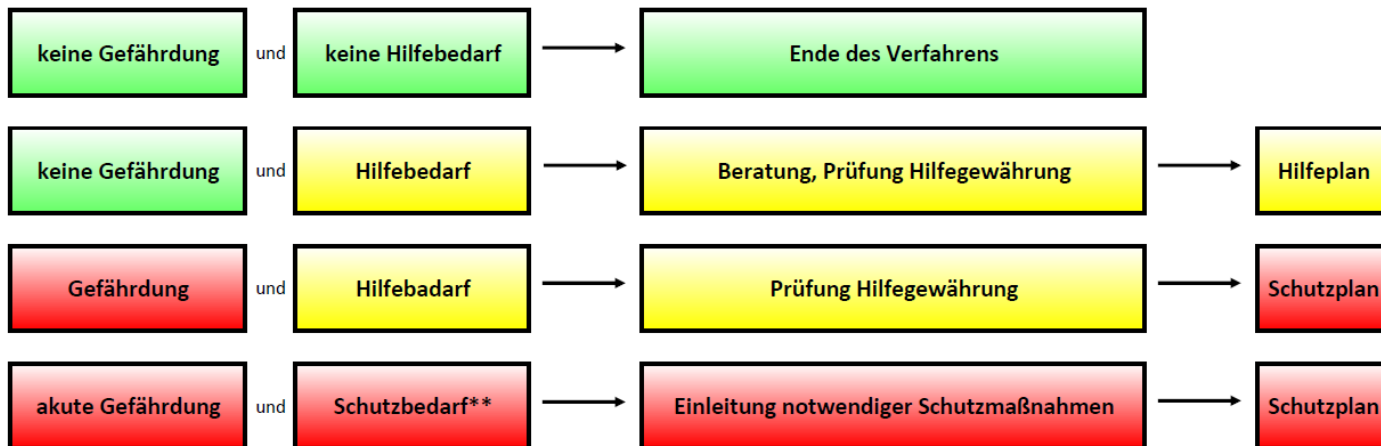 keine Gefährdung und keine Hilfebedarf Ende des Verfahrens
keine Gefährdung und Hilfebedarf Beratung, Prüfung Hilfegewährung Hilfeplan
Gefährdung und Hilfebadarf Prüfung Hilfegewährung Schutzplan
akute Gefährdung und Schutzbedarf** Einleitung notwendiger Schutzmaßnahmen Schutzplan